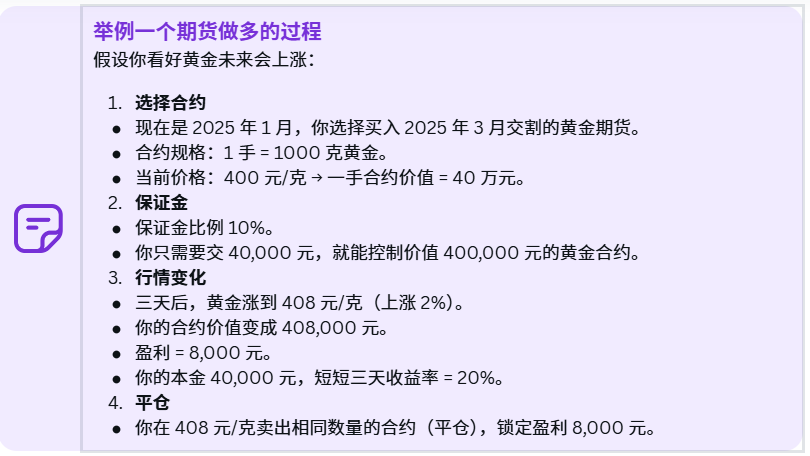 举例一个期货做多的过程
假设你看好黄金未来会上涨：
1. 选择合约
● 现在是 2025 年 1 月，你选择买入 2025 年 3 月交割的黄金期货。
● 合约规格：1 手 = 1000 克黄金。
● 当前价格：400 元/克 → 一手合约价值 = 40 万元。
2. 保证金
● 保证金比例 10%。
● 你只需要交 40,000 元，就能控制价值 400,000 元的黄金合约。
3. 行情变化
● 三天后，黄金涨到 408 元/克（上涨 2%）。
● 你的合约价值变成 408,000 元。
● 盈利 = 8,000 元。
● 你的本金 40,000 元，短短三天收益率 = 20%。
4. 平仓
● 你在 408 元/克卖出相同数量的合约（平仓），锁定盈利 8,000 元。